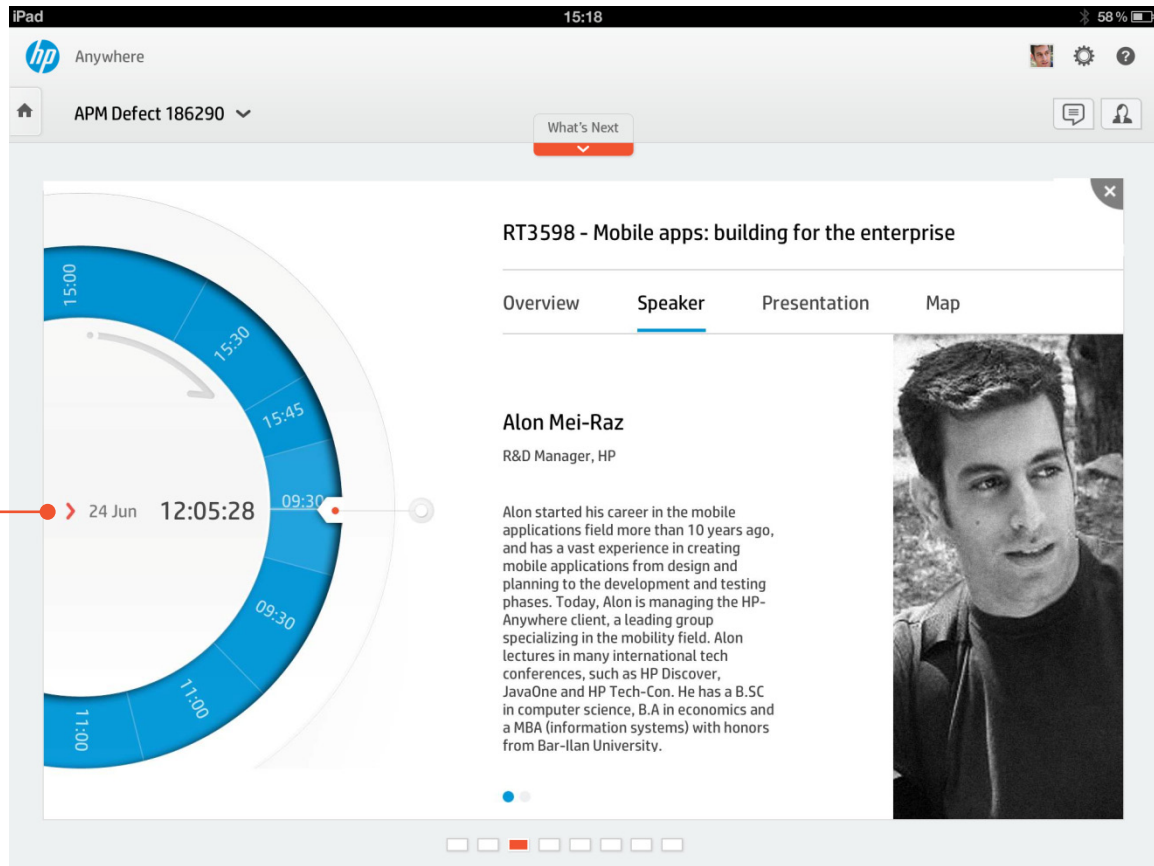 iPad
15:18
58 %
hp
Anywhere
?
APM Defect 186290
What's Next
15:00
15:30
15:45
09:30
09:30
11:00
11:00
24 Jun 12:05:28
RT3598 - Mobile apps: building for the enterprise
Overview Speaker Presentation Map
Alon Mei-Raz
R&D Manager, HP
Alon started his career in the mobile
applications field more than 10 years ago,
and has a vast experience in creating
mobile applications from design and
planning to the development and testing
phases. Today, Alon is managing the HP-
Anywhere client, a leading group
specializing in the mobility field. Alon
lectures in many international tech
conferences, such as HP Discover,
JavaOne and HP Tech-Con. He has a B.SC
in computer science, B.A in economics and
a MBA (information systems) with honors
from Bar-Ilan University.